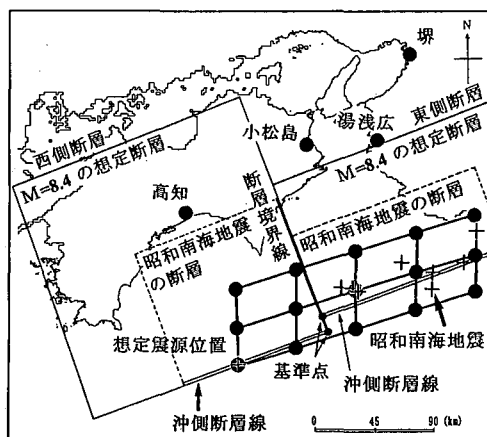 堺
N
東側断層
M=8.4の想定断層
湯浅広
小松島
西側断層
M=8.4の想定断層
高知
断層境界線
昭和南海地震の断層
昭和南海地震
の断層
想定震源位置
昭和南海地震
基準点
沖側断層線
沖側断層線
0 45 90 (km)